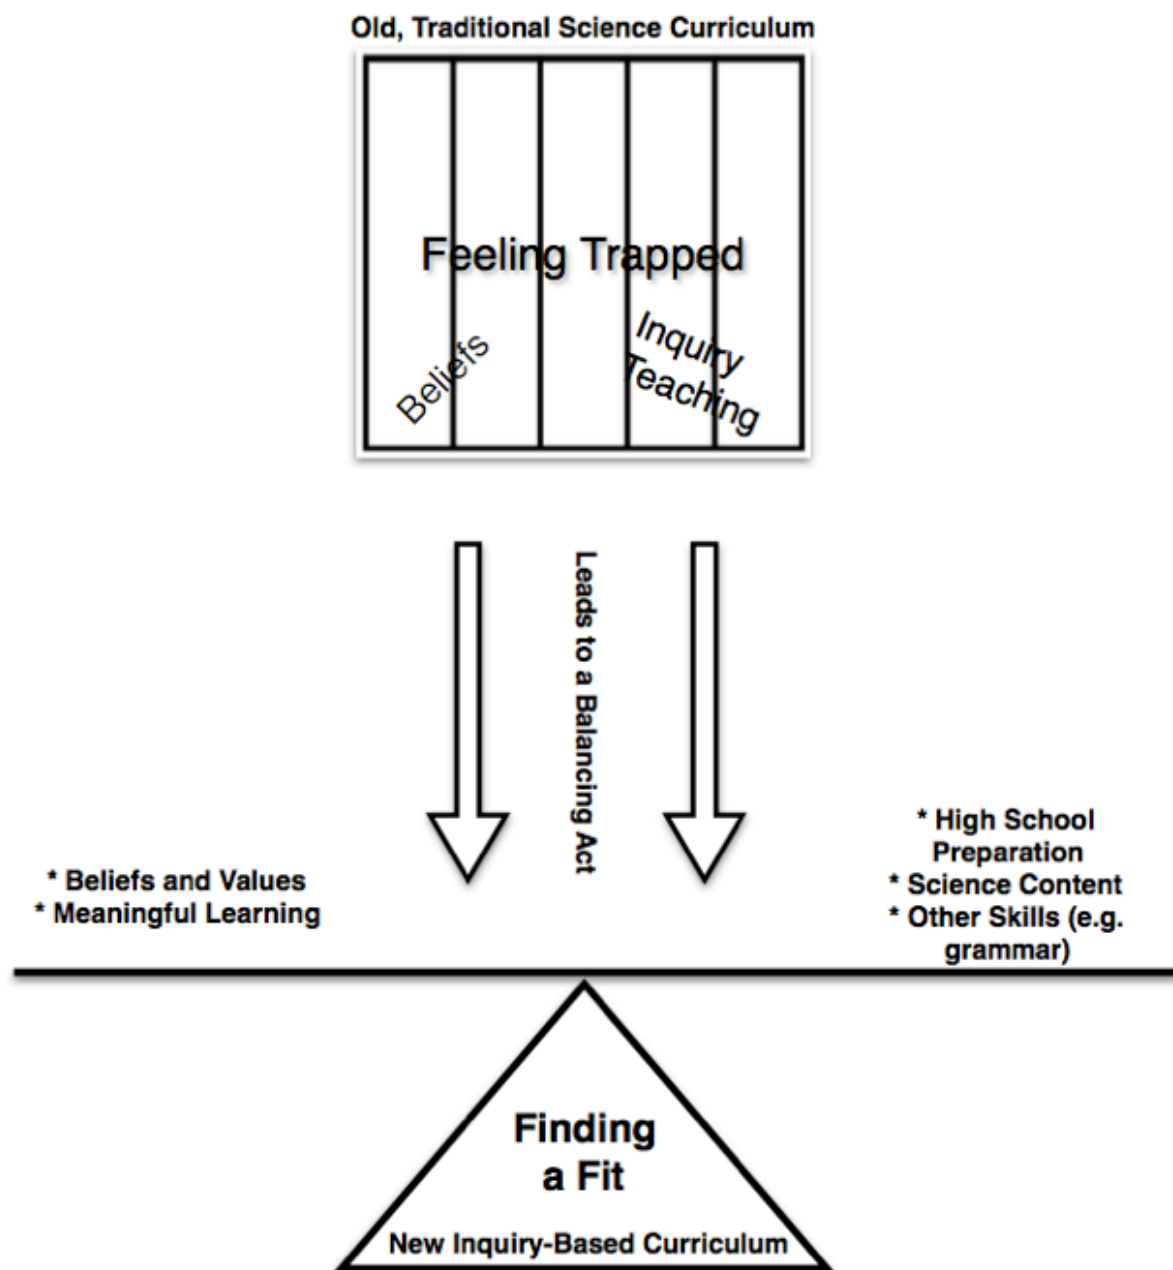 Old, Traditional Science Curriculum
Feeling Trapped
Beliefs
Inquiry
Teaching
Leads to a Balancing Act
* Beliefs and Values
* Meaningful Learning
* High School
Preparation
* Science Content
* Other Skills (e.g.
grammar)
Finding
a Fit
New Inquiry-Based Curriculum